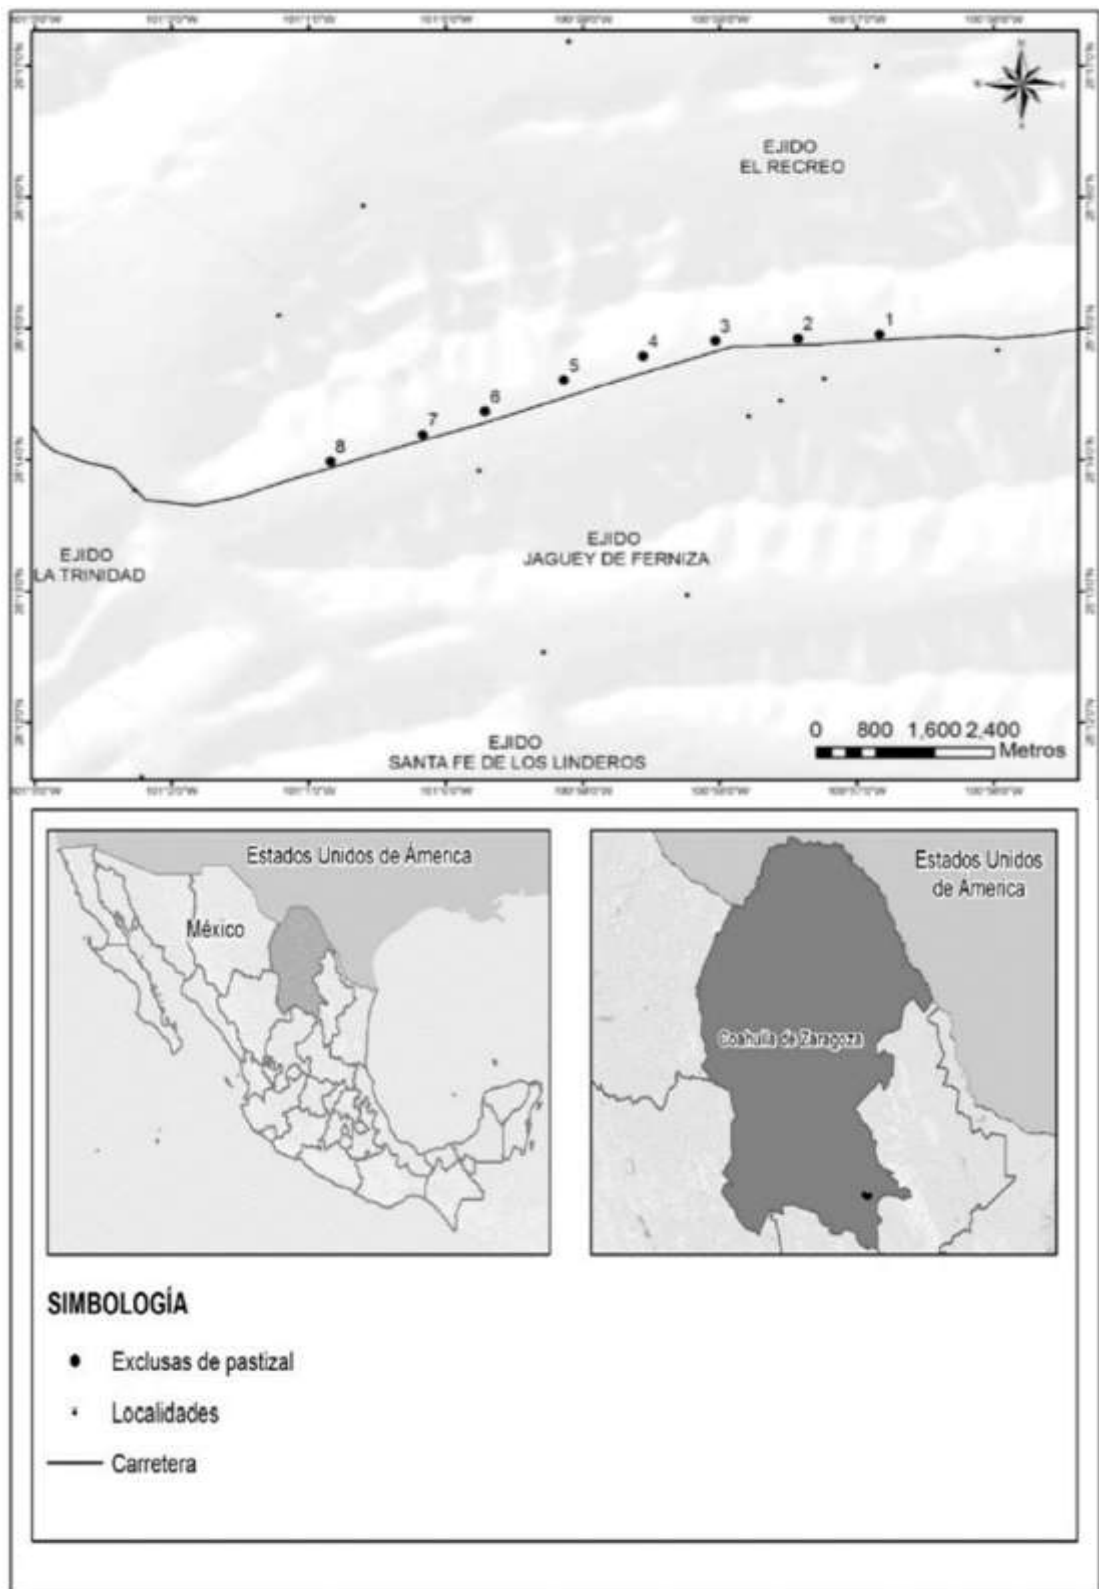 EJIDO
EL RECREO
1
2
3
4
5
6
7
8
EJIDO
LA TRINIDAD
EJIDO
JAGUEY DE FERNIZA
EJIDO
SANTA FE DE LOS LINDEROS
0 800 1,600 2,400
Metros
Estados Unidos de Ámerica
México
Estados Unidos
de America
Coahuila de Zaragoza
SIMBOLOGÍA
Exclusas de pastizal
Localidades
Carretera